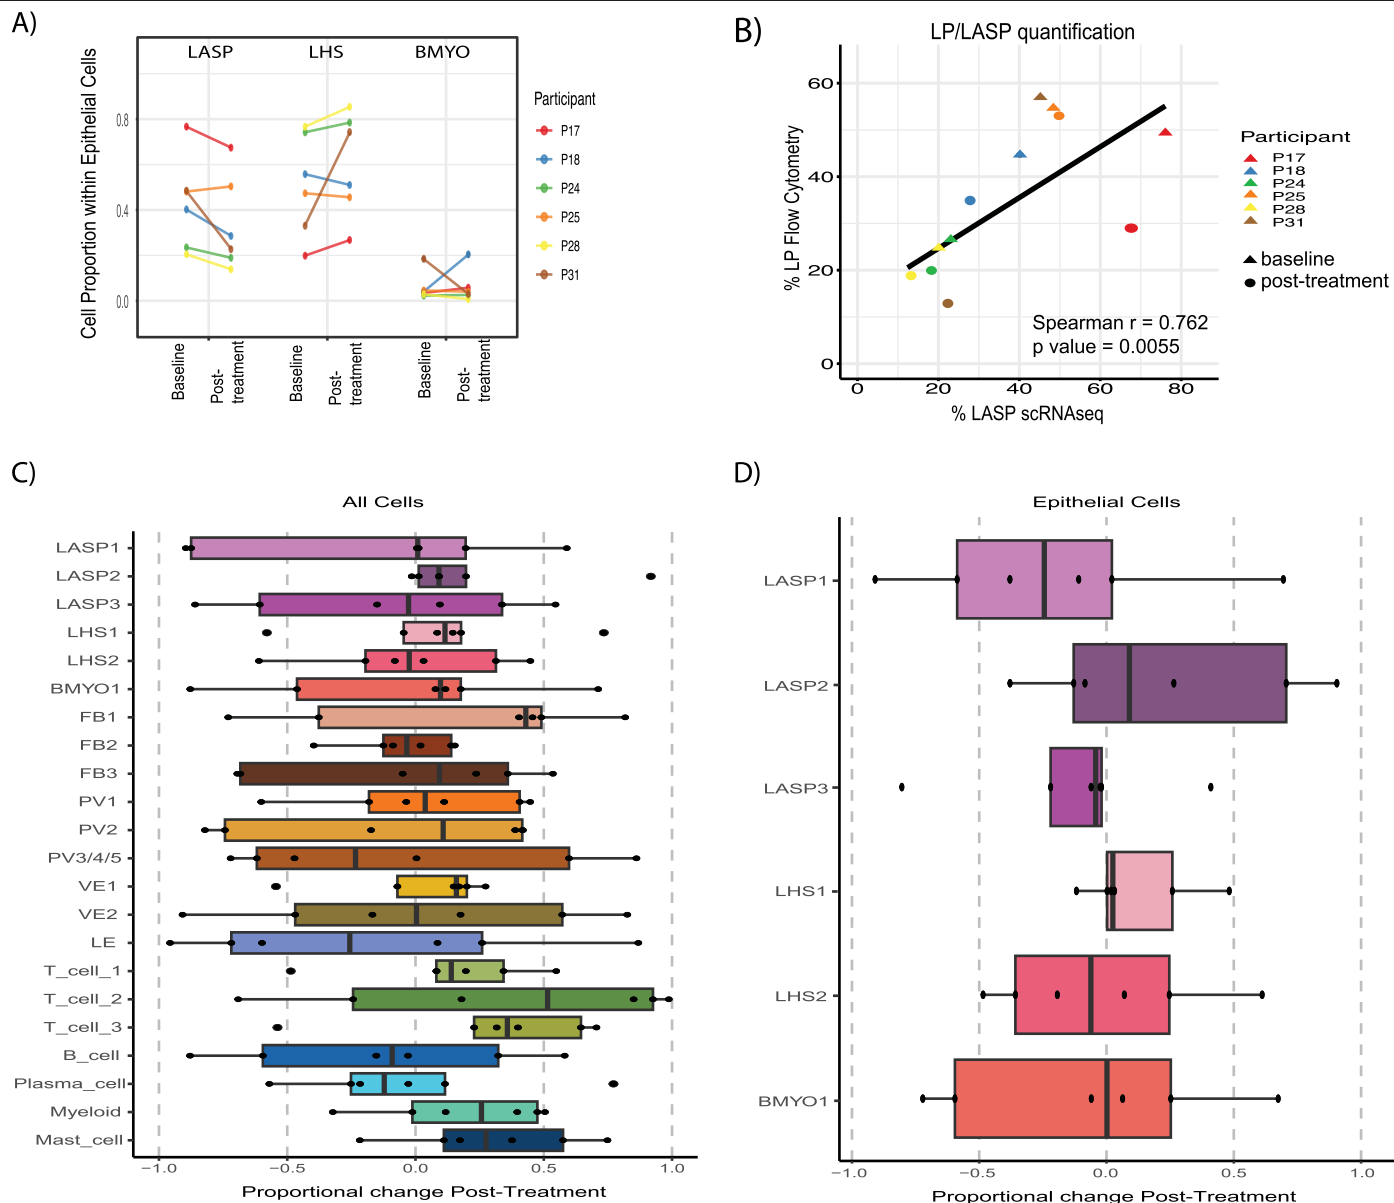 A)
LASP LHS BMYO
Cell Proportion within Epithelial Cells
0.8
0.4
0.0
Baseline
Post-
treatment
Baseline
Post-
treatment
Baseline
Post-
treatment
Participant
P17
P18
P24
P25
P28
P31
B)
LP/LASP quantification
% LP Flow Cytometry
60
40
20
0
Spearman r = 0.762
p value = 0.0055
0 20 40 60 80
% LASP scRNAseq
Participant
P17
P18
P24
P25
P28
P31
baseline
post-treatment
C)
All Cells
LASP1
LASP2
LASP3
LHS1
LHS2
BMYO1
FB1
FB2
FB3
PV1
PV2
PV3/4/5
VE1
VE2
LE
T_cell_1
T_cell_2
T_cell_3
B_cell
Plasma_cell
Myeloid
Mast_cell
−1.0 −0.5 0.0 0.5 1.0
Proportional change Post-Treatment
D)
Epithelial Cells
LASP1
LASP2
LASP3
LHS1
LHS2
BMYO1
−1.0 −0.5 0.0 0.5 1.0
Proportional change Post-Treatment